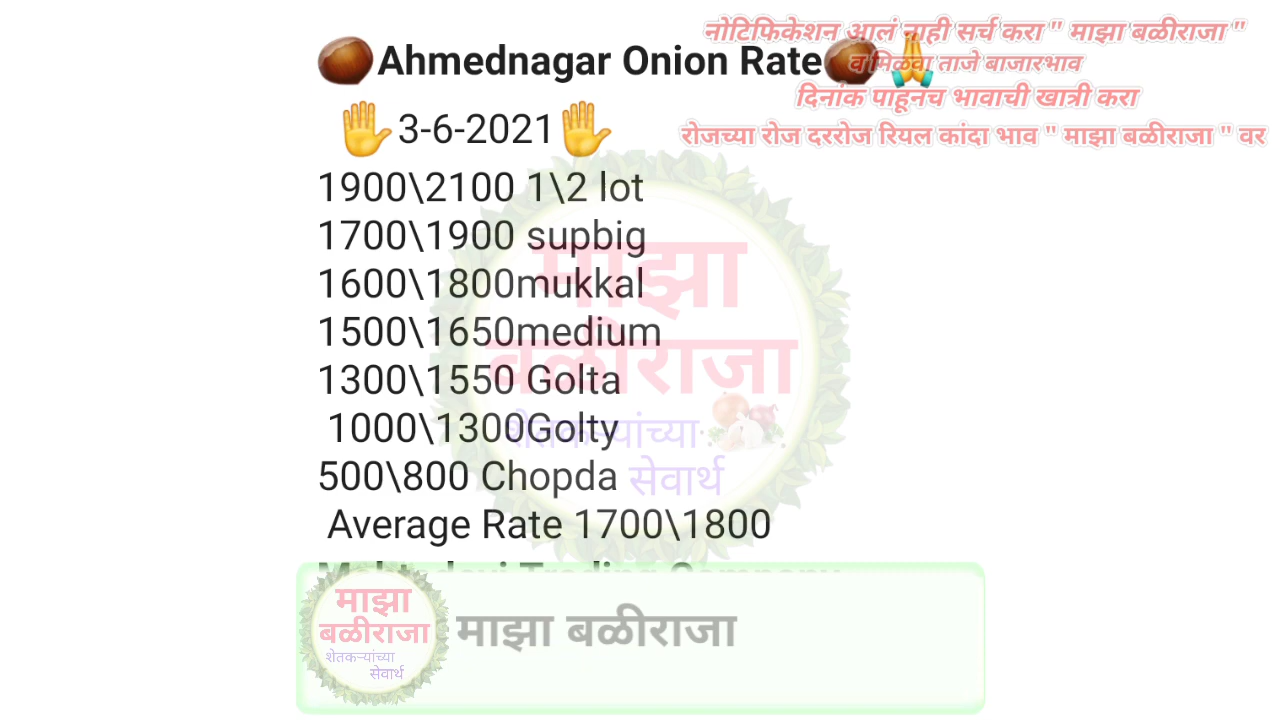 🌰Ahmednagar Onion Rate🌰🙏
✋3-6-2021✋
1900\2100 1\2 lot
1700\1900 supbig
1600\1800mukkal
1500\1650medium
1300\1550 Golta
1000\1300Golty
500\800 Chopda
Average Rate 1700\1800
नोटिफिकेशन आलं नाही सर्च करा " माझा बळीराजा "
व मिळवा ताजे बाजारभाव
दिनांक पाहूनच भावाची खात्री करा
रोजच्या रोज दररोज रियल कांदा भाव " माझा बळीराजा " वर
माझा
बळीराजा
शेतकऱ्यांच्या
सेवार्थ
माझा
बळीराजा
शेतकऱ्यांच्या
सेवार्थ
माझा बळीराजा